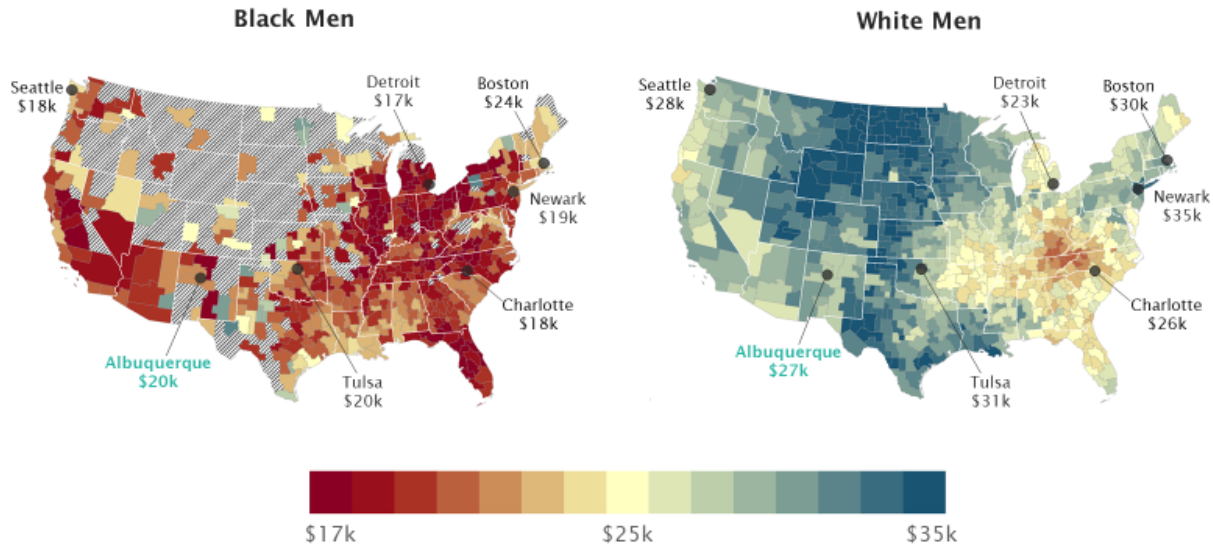 Black Men
Seattle
$18k
Detroit
$17k
Boston
$24k
Newark
$19k
Charlotte
$18k
Albuquerque
$20k
Tulsa
$20k
White Men
Seattle
$28k
Detroit
$23k
Boston
$30k
Newark
$35k
Charlotte
$26k
Albuquerque
$27k
Tulsa
$31k
$17k
$25k
$35k